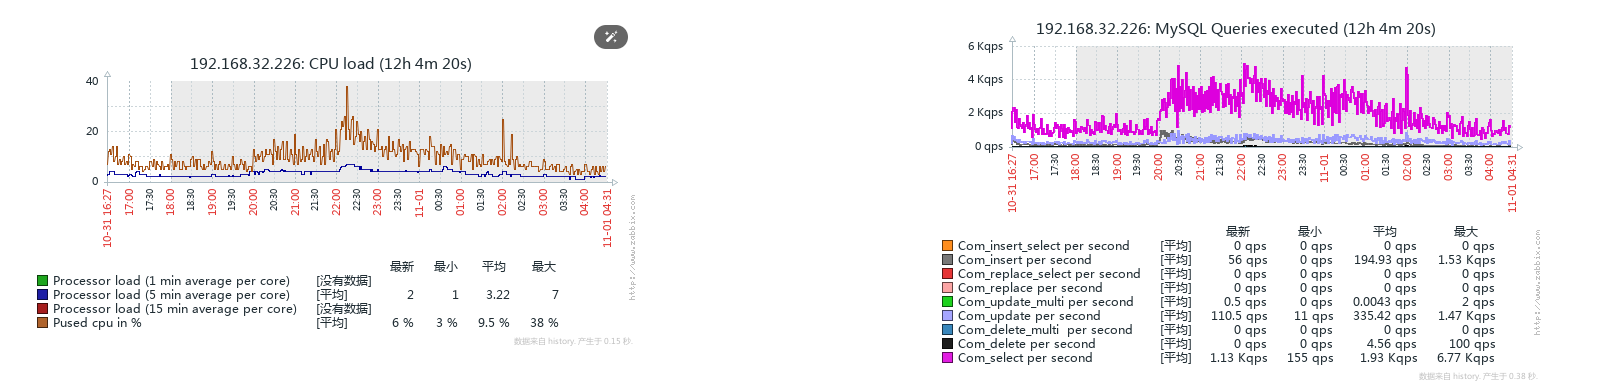 192.168.32.226: CPU load (12h 4m 20s)
40
20
0
10-31 16:27
17:00
17:30
18:00
18:30
19:00
19:30
20:00
20:30
21:00
21:30
22:00
22:30
23:00
23:30
11-01
00:30
01:00
01:30
02:00
02:30
03:00
03:30
04:00
11-01 04:31
最新 最小 平均 最大
Processor load (1 min average per core) [没有数据]
Processor load (5 min average per core) [平均] 2 1 3.22 7
Processor load (15 min average per core) [没有数据]
Pused cpu in % [平均] 6 % 3 % 9.5 % 38 %
http://www.zabbix.com
数据来自 history. 产生于 0.15 秒.
192.168.32.226: MySQL Queries executed (12h 4m 20s)
6 Kqps
4 Kqps
2 Kqps
0 qps
10-31 16:27
17:00
17:30
18:00
18:30
19:00
19:30
20:00
20:30
21:00
21:30
22:00
22:30
23:00
23:30
11-01
00:30
01:00
01:30
02:00
02:30
03:00
03:30
04:00
11-01 04:31
最新 最小 平均 最大
Com_insert_select per second [平均] 0 qps 0 qps 0 qps 0 qps
Com_insert per second [平均] 56 qps 0 qps 194.93 qps 1.53 Kqps
Com_replace_select per second [平均] 0 qps 0 qps 0 qps 0 qps
Com_replace per second [平均] 0 qps 0 qps 0 qps 0 qps
Com_update_multi per second [平均] 0.5 qps 0 qps 0.0043 qps 2 qps
Com_update per second [平均] 110.5 qps 11 qps 335.42 qps 1.47 Kqps
Com_delete_multi per second [平均] 0 qps 0 qps 0 qps 0 qps
Com_delete per second [平均] 0 qps 0 qps 4.56 qps 100 qps
Com_select per second [平均] 1.13 Kqps 155 qps 1.93 Kqps 6.77 Kqps
http://www.zabbix.com
数据来自 history. 产生于 0.38 秒.